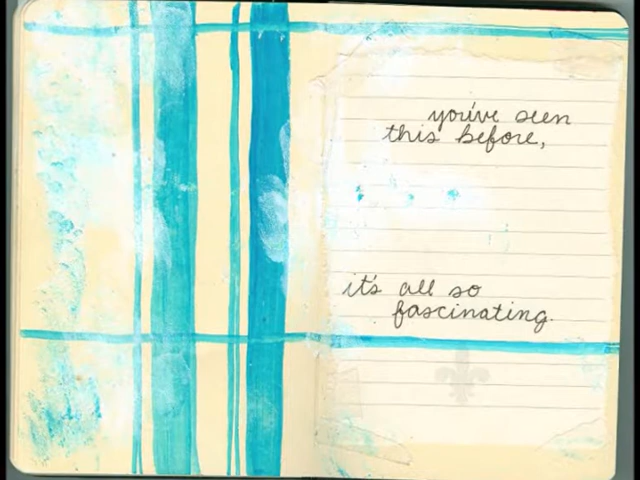 you've seen
this before,
it's all so
fascinating.